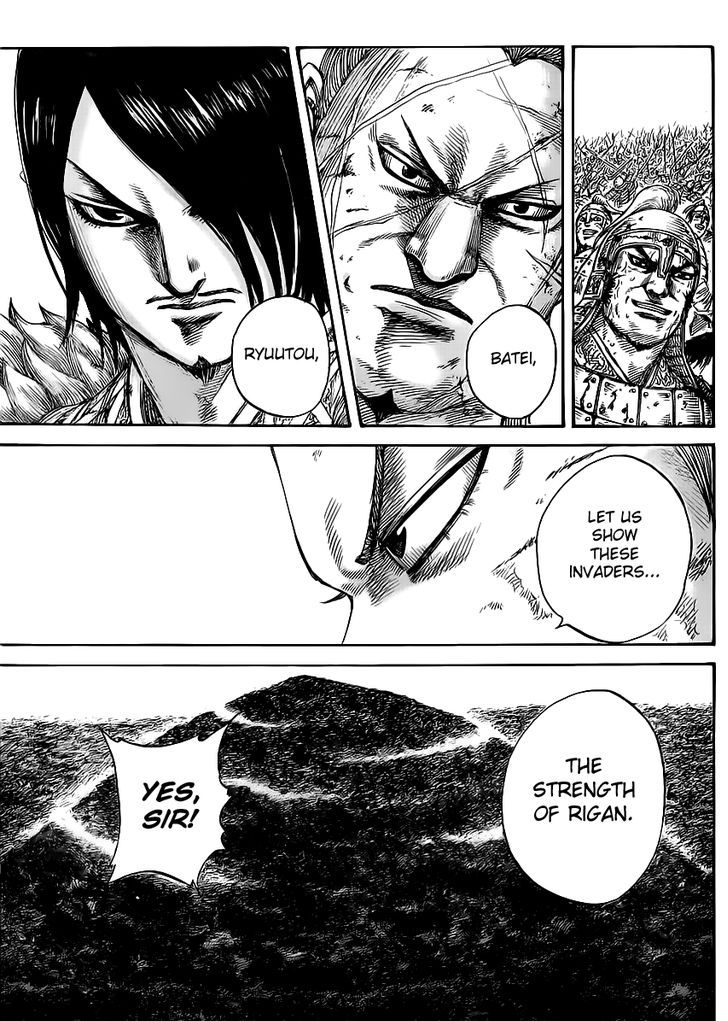 BATEI,
RYUUTOU,
LET US
SHOW
THESE
INVADERS...
THE
STRENGTH
OF RIGAN.
YES,
SIR!